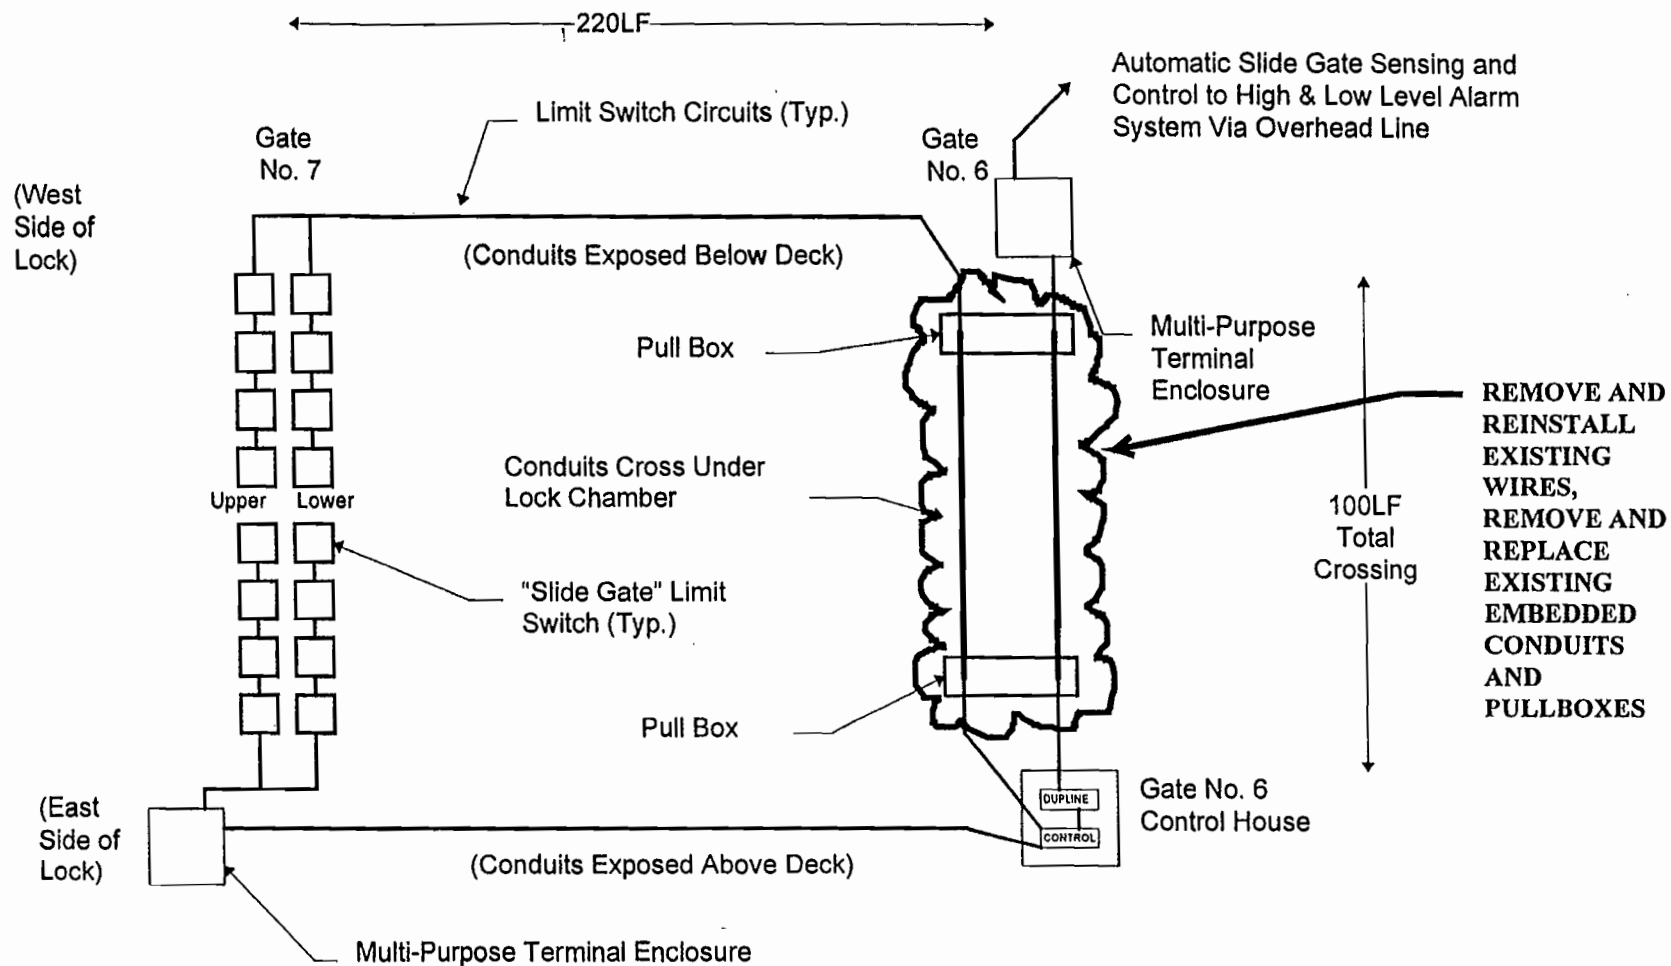 220LF
Automatic Slide Gate Sensing and
Control to High & Low Level Alarm
System Via Overhead Line
Limit Switch Circuits (Typ.)
Gate
No. 7
Gate
No. 6
(West
Side of
Lock)
(Conduits Exposed Below Deck)
Pull Box
Multi-Purpose
Terminal
Enclosure
REMOVE AND
REINSTALL
EXISTING
WIRES,
REMOVE AND
REPLACE
EXISTING
EMBEDDED
CONDUITS
AND
PULLBOXES
Conduits Cross Under
Lock Chamber
100LF
Total
Crossing
Upper Lower
"Slide Gate" Limit
Switch (Typ.)
Pull Box
(East
Side of
Lock)
DUPLINE
CONTROL
Gate No. 6
Control House
(Conduits Exposed Above Deck)
Multi-Purpose Terminal Enclosure